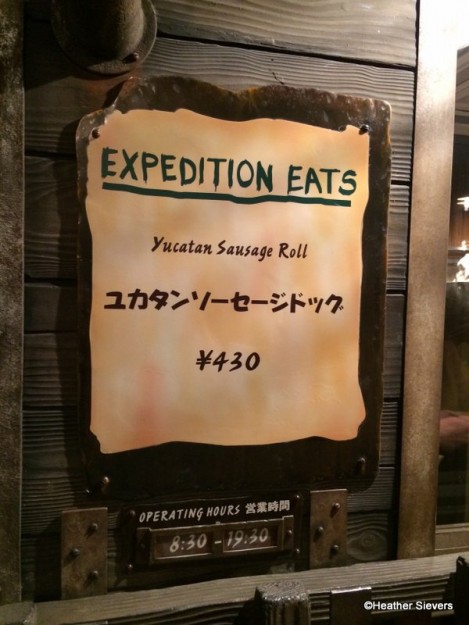 EXPEDITION EATS
Yucatan Sausage Roll
ユカタンソーセージドッグ
¥430
OPERATING HOURS 営業時間
8:30 - 19:30
©Heather Sievers